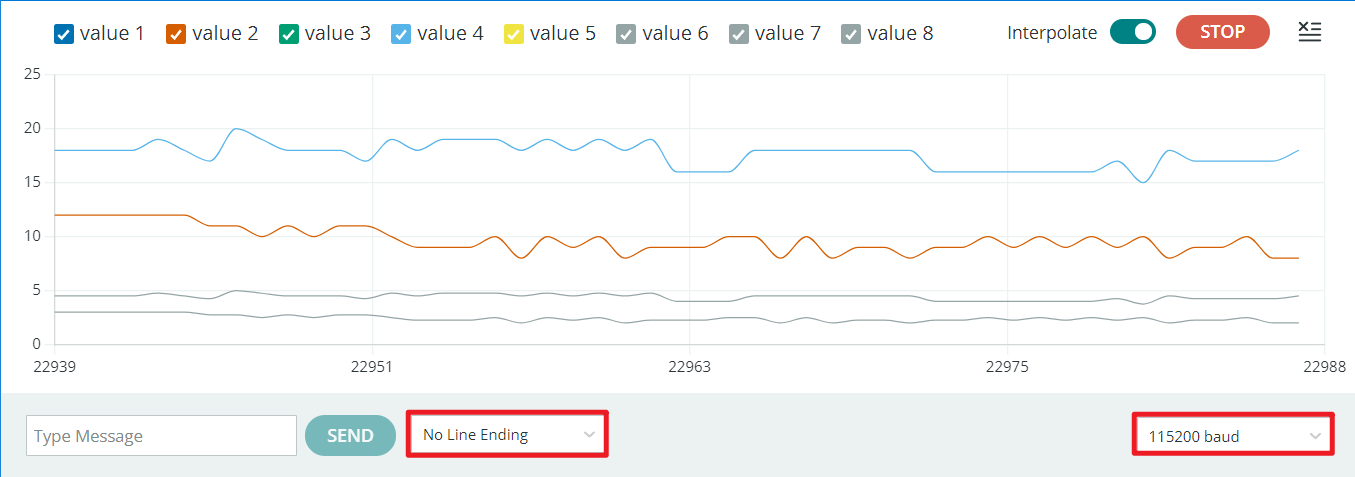 value 1 value 2 value 3 value 4 value 5 value 6 value 7 value 8 Interpolate STOP
25
20
15
10
5
0
22939 22951 22963 22975 22988
Type Message SEND No Line Ending 115200 baud